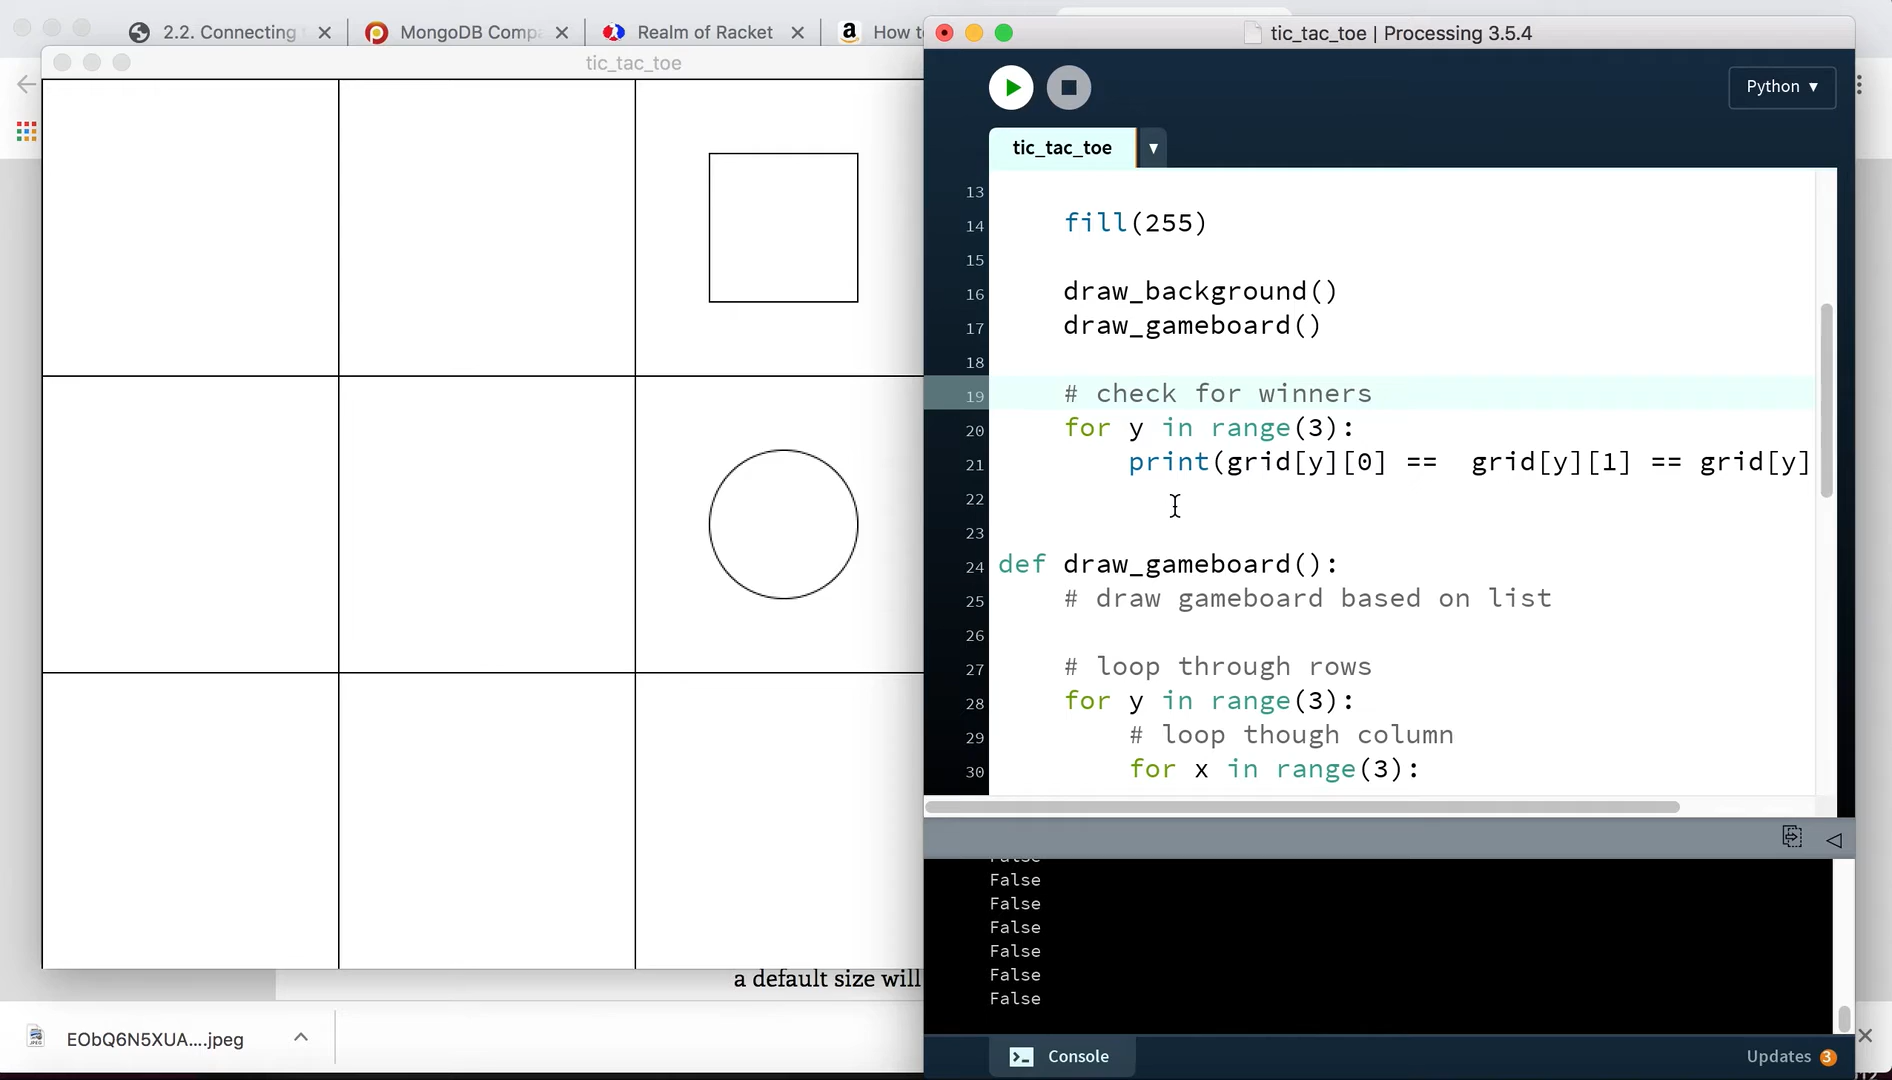 2.2. Connecting
MongoDB Comp
Realm of Racket
How t
tic_tac_toe
tic_tac_toe | Processing 3.5.4
Python ▾
tic_tac_toe
13
14 fill(255)
15
16 draw_background()
17 draw_gameboard()
18
19 # check for winners
20 for y in range(3):
21 print(grid[y][0] ==  grid[y][1] == grid[y]
22
23
24 def draw_gameboard():
25 # draw gameboard based on list
26
27 # loop through rows
28 for y in range(3):
29 # loop though column
30 for x in range(3):
False
False
False
False
False
False
a default size will
EObQ6N5XUA....jpeg
Console
Updates 3